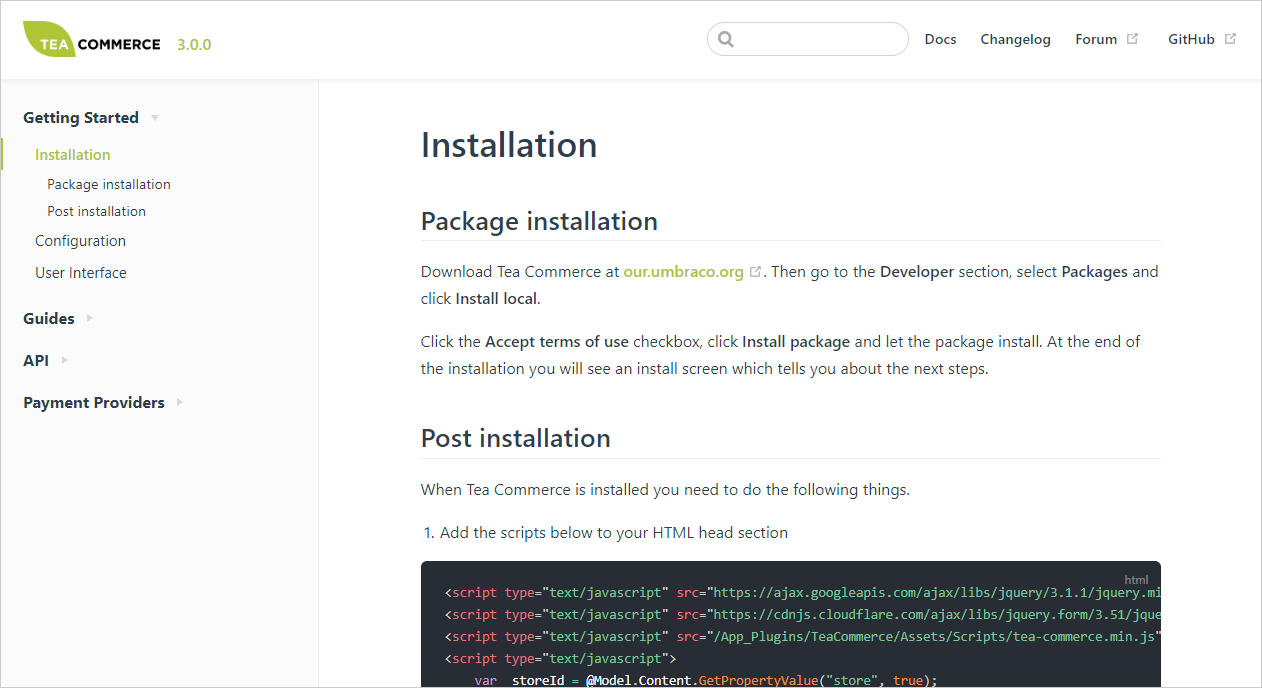 TEA COMMERCE 3.0.0
Docs Changelog Forum GitHub
Getting Started
Installation
Package installation
Post installation
Configuration
User Interface
Guides
API
Payment Providers
Installation
Package installation
Download Tea Commerce at our.umbraco.org. Then go to the Developer section, select Packages and
click Install local.
Click the Accept terms of use checkbox, click Install package and let the package install. At the end of
the installation you will see an install screen which tells you about the next steps.
Post installation
When Tea Commerce is installed you need to do the following things.
1. Add the scripts below to your HTML head section
html
<script type="text/javascript" src="https://ajax.googleapis.com/ajax/libs/jquery/3.1.1/jquery.mi
<script type="text/javascript" src="https://cdnjs.cloudflare.com/ajax/libs/jquery.form/3.51/jque
<script type="text/javascript" src="/App_Plugins/TeaCommerce/Assets/Scripts/tea-commerce.min.js"
<script type="text/javascript">
var _storeId = @Model.Content.GetPropertyValue("store", true);